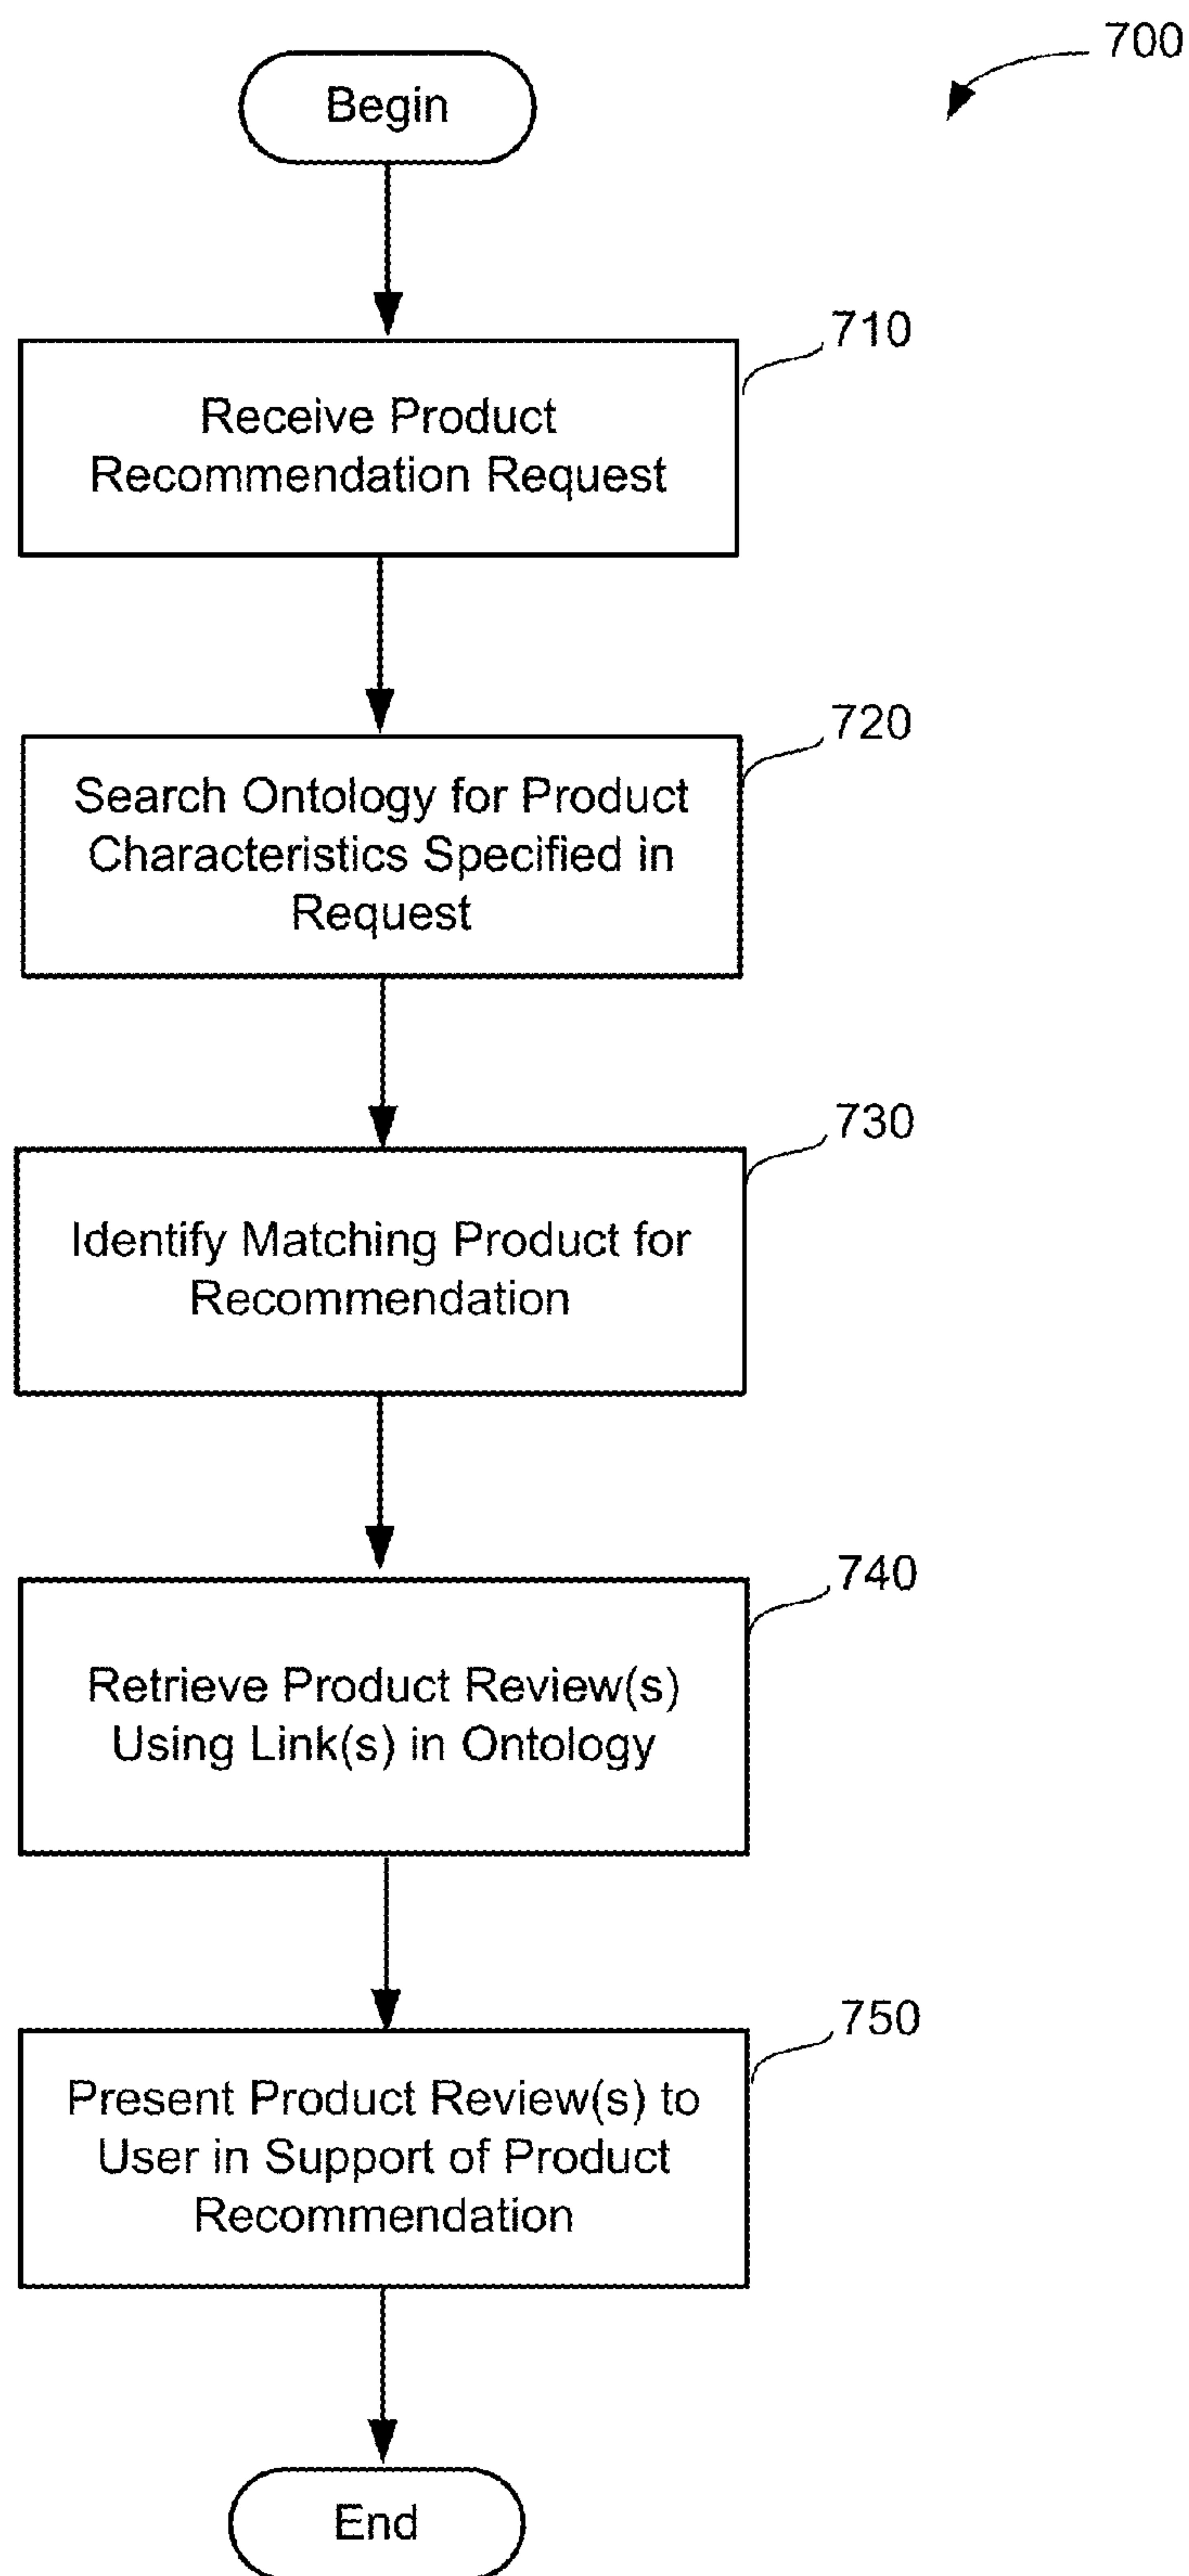 700
Begin
710
Receive Product
Recommendation Request
720
Search Ontology for Product
Characteristics Specified in
Request
730
Identify Matching Product for
Recommendation
740
Retrieve Product Review(s)
Using Link(s) in Ontology
750
Present Product Review(s) to
User in Support of Product
Recommendation
End